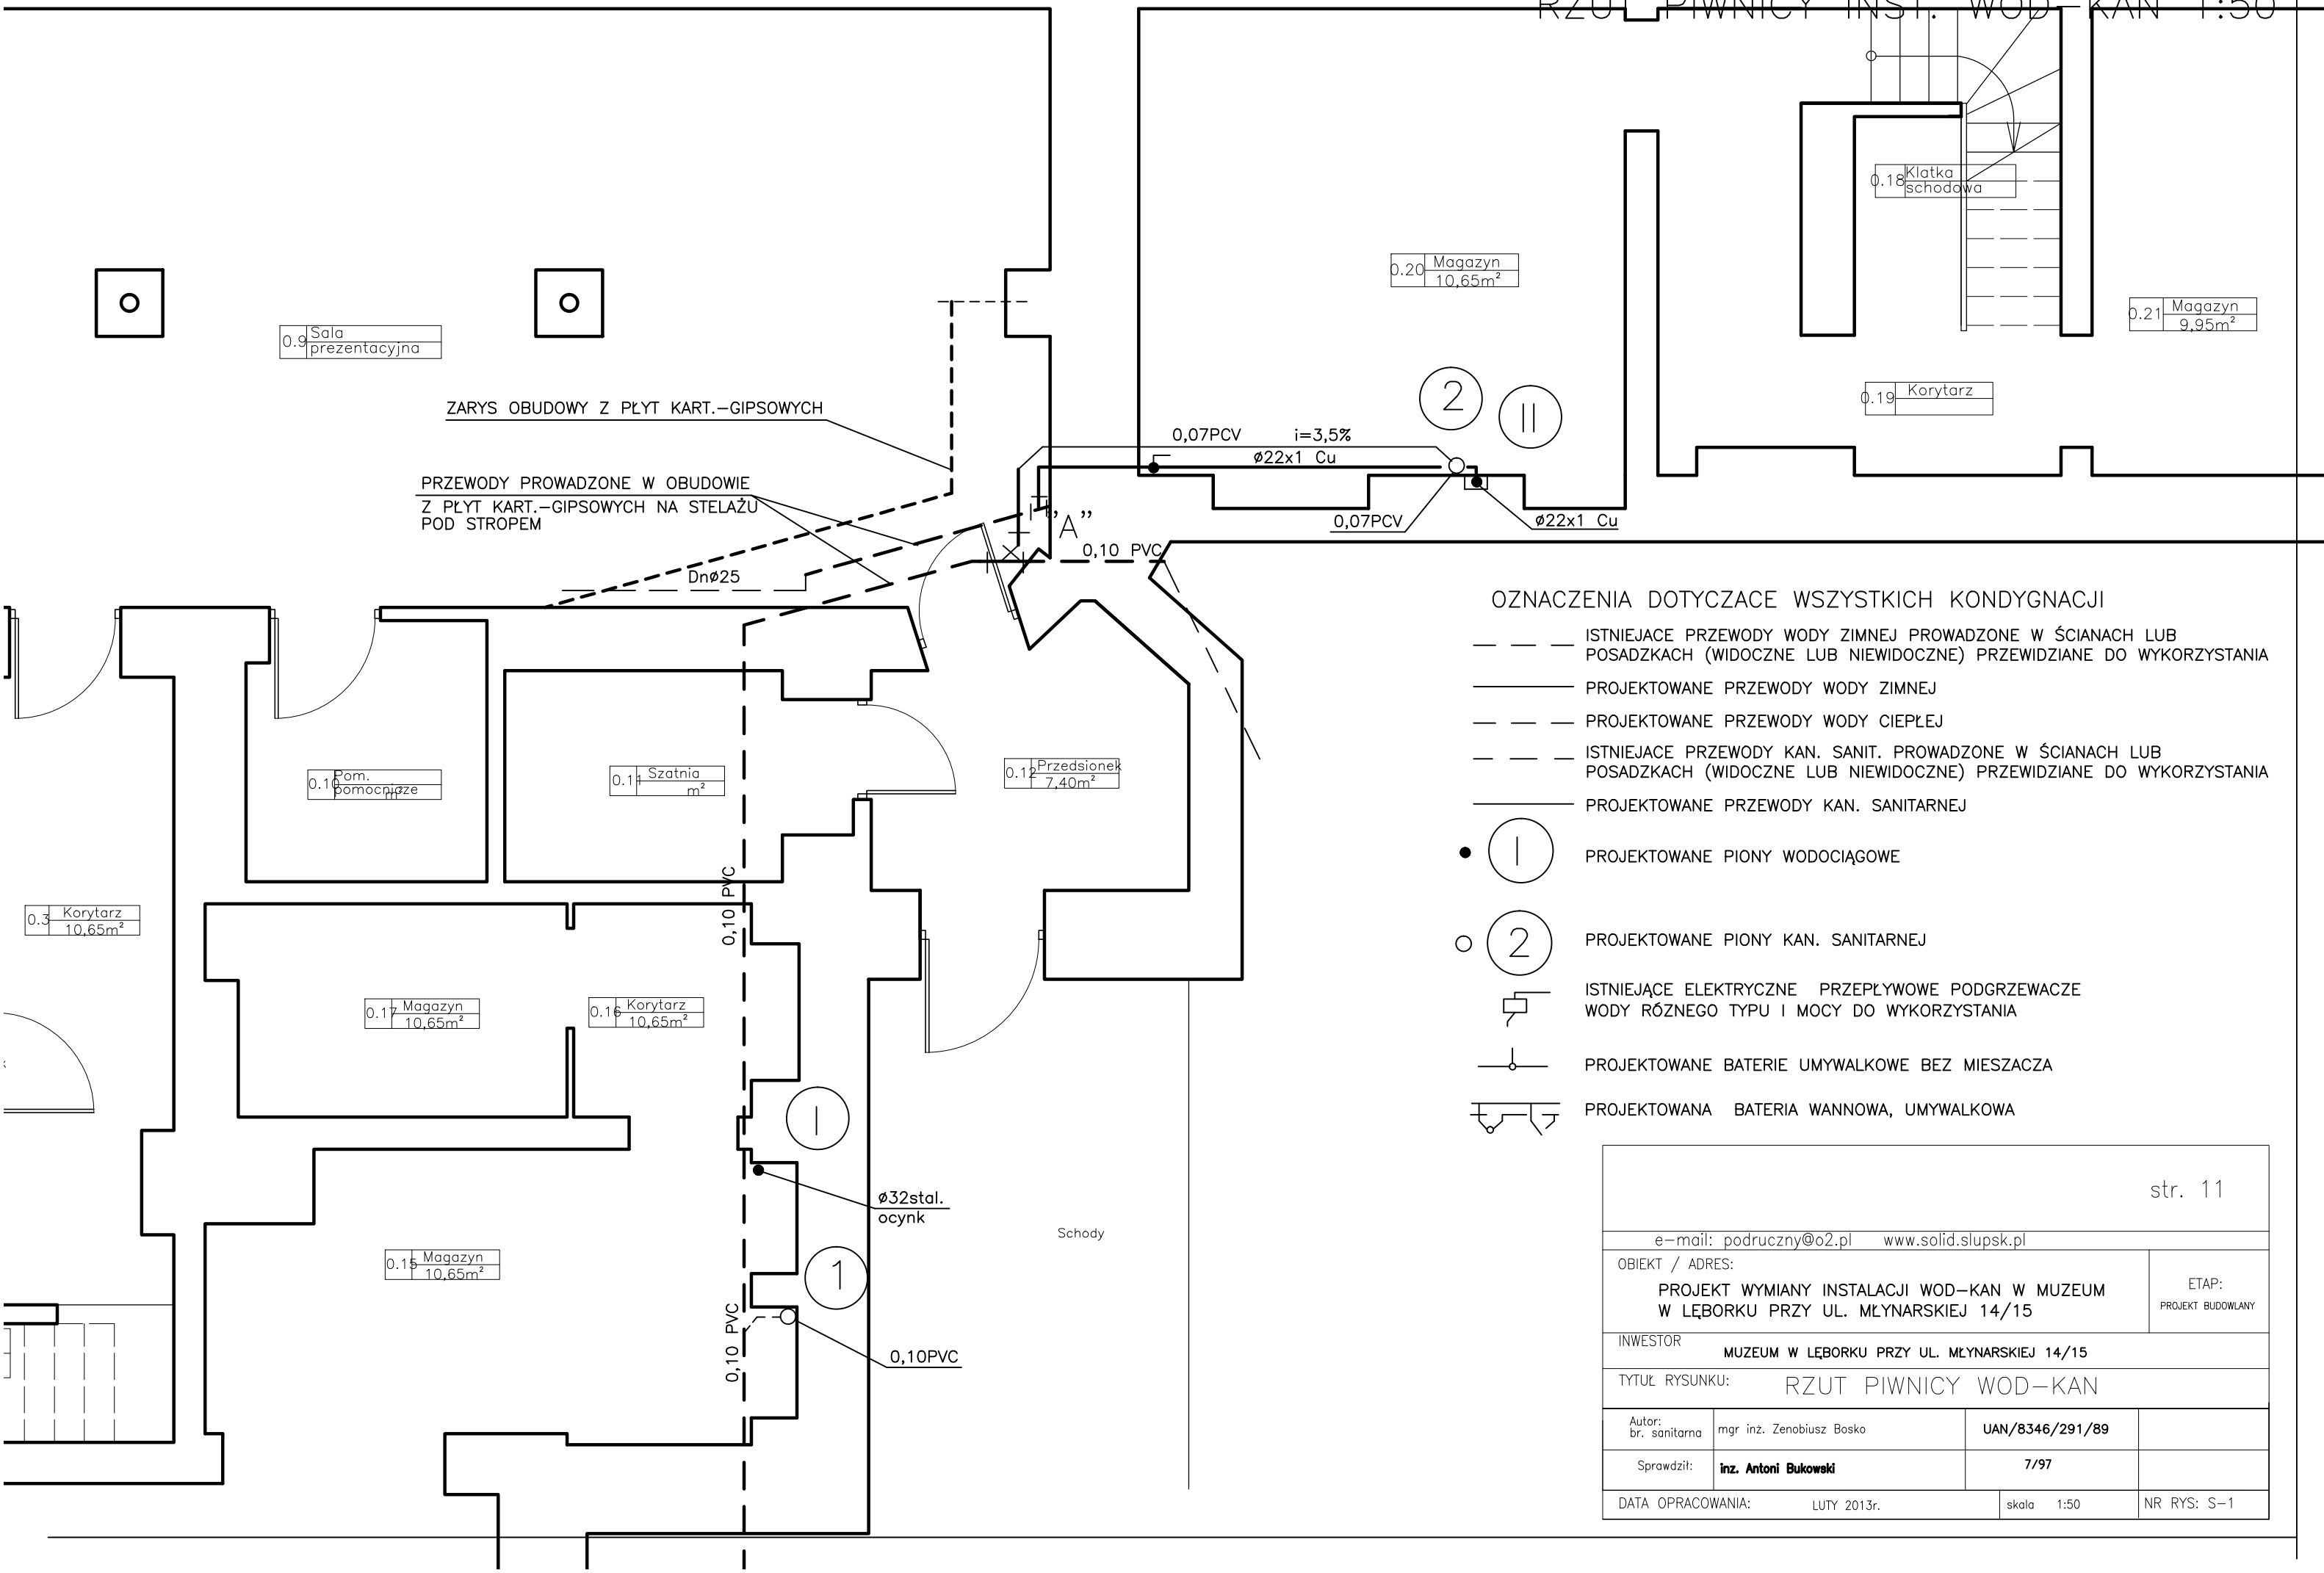 RZUT PIWNICY INST. WOD-KAN 1:50
0.18 Klatka
schodowa
0.20 Magazyn
10,65m²
0.21 Magazyn
9,95m²
0.9 Sala
prezentacyjna
0.19 Korytarz
ZARYS OBUDOWY Z PŁYT KART.-GIPSOWYCH
2
II
0,07PCV i=3,5%
ø22x1 Cu
PRZEWODY PROWADZONE W OBUDOWIE
Z PŁYT KART.-GIPSOWYCH NA STELAŻU
POD STROPEM
"A"
0,07PCV
ø22x1 Cu
0,10 PVC
Dnø25
0.10 Pom.
pomocnicze
m²
0.11 Szatnia
m²
0.12 Przedsionek
7,40m²
0,10 PVC
0.3 Korytarz
10,65m²
0.17 Magazyn
10,65m²
0.16 Korytarz
10,65m²
I
ø32stal.
ocynk
Schody
0.15 Magazyn
10,65m²
1
0,10 PVC
0,10PVC
OZNACZENIA DOTYCZACE WSZYSTKICH KONDYGNACJI
ISTNIEJACE PRZEWODY WODY ZIMNEJ PROWADZONE W ŚCIANACH LUB
POSADZKACH (WIDOCZNE LUB NIEWIDOCZNE) PRZEWIDZIANE DO WYKORZYSTANIA
PROJEKTOWANE PRZEWODY WODY ZIMNEJ
PROJEKTOWANE PRZEWODY WODY CIEPŁEJ
ISTNIEJACE PRZEWODY KAN. SANIT. PROWADZONE W ŚCIANACH LUB
POSADZKACH (WIDOCZNE LUB NIEWIDOCZNE) PRZEWIDZIANE DO WYKORZYSTANIA
PROJEKTOWANE PRZEWODY KAN. SANITARNEJ
I PROJEKTOWANE PIONY WODOCIĄGOWE
2 PROJEKTOWANE PIONY KAN. SANITARNEJ
ISTNIEJĄCE ELEKTRYCZNE PRZEPŁYWOWE PODGRZEWACZE
WODY RÓZNEGO TYPU I MOCY DO WYKORZYSTANIA
PROJEKTOWANE BATERIE UMYWALKOWE BEZ MIESZACZA
PROJEKTOWANA BATERIA WANNOWA, UMYWALKOWA
str. 11
e-mail: podruczny@o2.pl www.solid.slupsk.pl
OBIEKT / ADRES:
PROJEKT WYMIANY INSTALACJI WOD-KAN W MUZEUM
W LĘBORKU PRZY UL. MŁYNARSKIEJ 14/15
ETAP:
PROJEKT BUDOWLANY
INWESTOR
MUZEUM W LĘBORKU PRZY UL. MŁYNARSKIEJ 14/15
TYTUŁ RYSUNKU: RZUT PIWNICY WOD-KAN
Autor:
br. sanitarna
mgr inż. Zenobiusz Bosko UAN/8346/291/89
Sprawdził: inz. Antoni Bukowski 7/97
DATA OPRACOWANIA: LUTY 2013r. skala 1:50 NR RYS: S-1